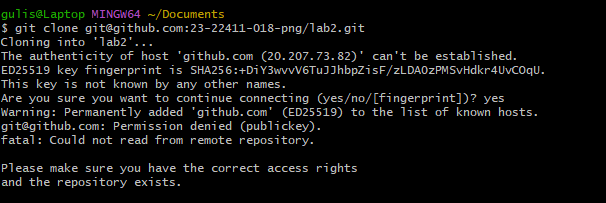 gulis@Laptop MINGW64 ~/Documents
$ git clone git@github.com:23-22411-018-png/lab2.git
Cloning into 'lab2'...
The authenticity of host 'github.com (20.207.73.82)' can't be established.
ED25519 key fingerprint is SHA256:+DiY3wvvV6TuJJhbpZisF/zLDAOzPMSvHdkr4UvCOqU.
This key is not known by any other names.
Are you sure you want to continue connecting (yes/no/[fingerprint])? yes
Warning: Permanently added 'github.com' (ED25519) to the list of known hosts.
git@github.com: Permission denied (publickey).
fatal: Could not read from remote repository.
Please make sure you have the correct access rights
and the repository exists.